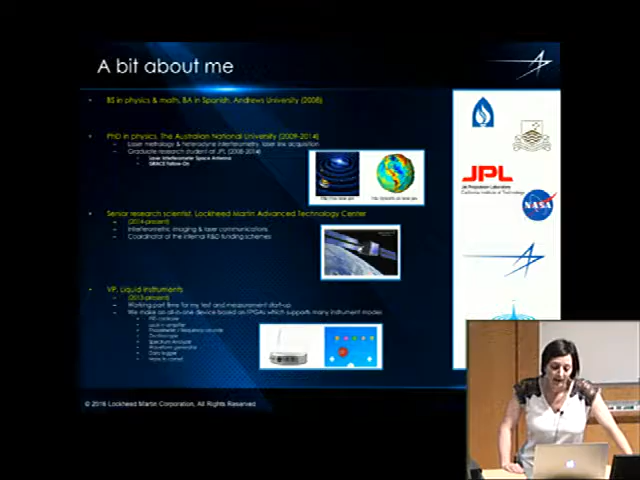 A bit about me
BS in physics & math, BA in Spanish, Andrews University (2008)
PhD in physics, The Australian National University (2009-2014)
Laser metrology & heterodyne interferometry, laser link acquisition
Graduate research student at JPL (2008-2014)
Laser Interferometer Space Antenna
GRACE Follow-On
JPL
Jet Propulsion Laboratory
California Institute of Technology
NASA
Senior research scientist, Lockheed Martin Advanced Technology Center
(2014-present)
Interferometric imaging & laser communications
Coordinator of the internal R&D funding schemes
VP, Liquid Instruments
(2015-present)
Working part time for my test and measurement start-up
We make an all-in-one device based on FPGAs which supports many instrument modes
Lock-in amplifier
Oscilloscope
Spectrum Analyzer
Waveform generator
Data logger
More to come!
© 2016 Lockheed Martin Corporation, All Rights Reserved